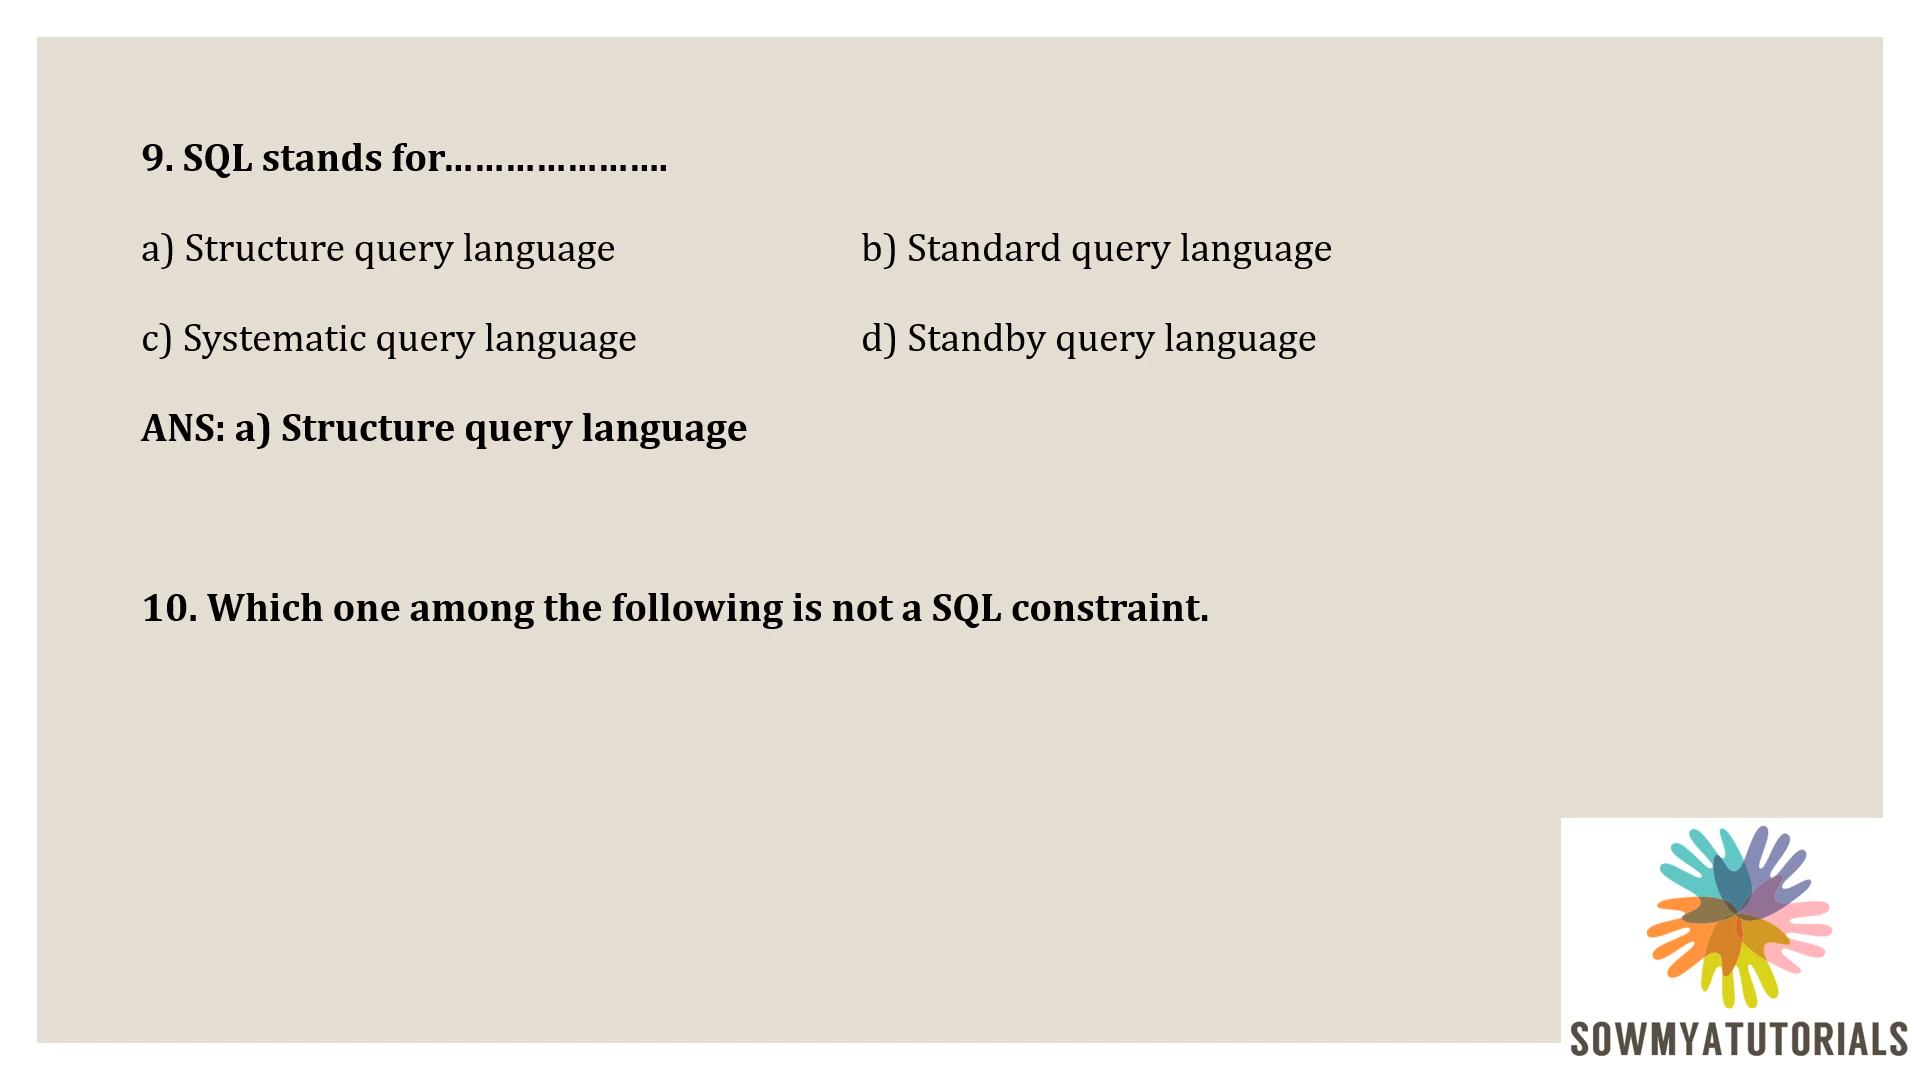 9. SQL stands for………………….
a) Structure query language b) Standard query language
c) Systematic query language d) Standby query language
ANS: a) Structure query language
10. Which one among the following is not a SQL constraint.
SOWMYATUTORIALS